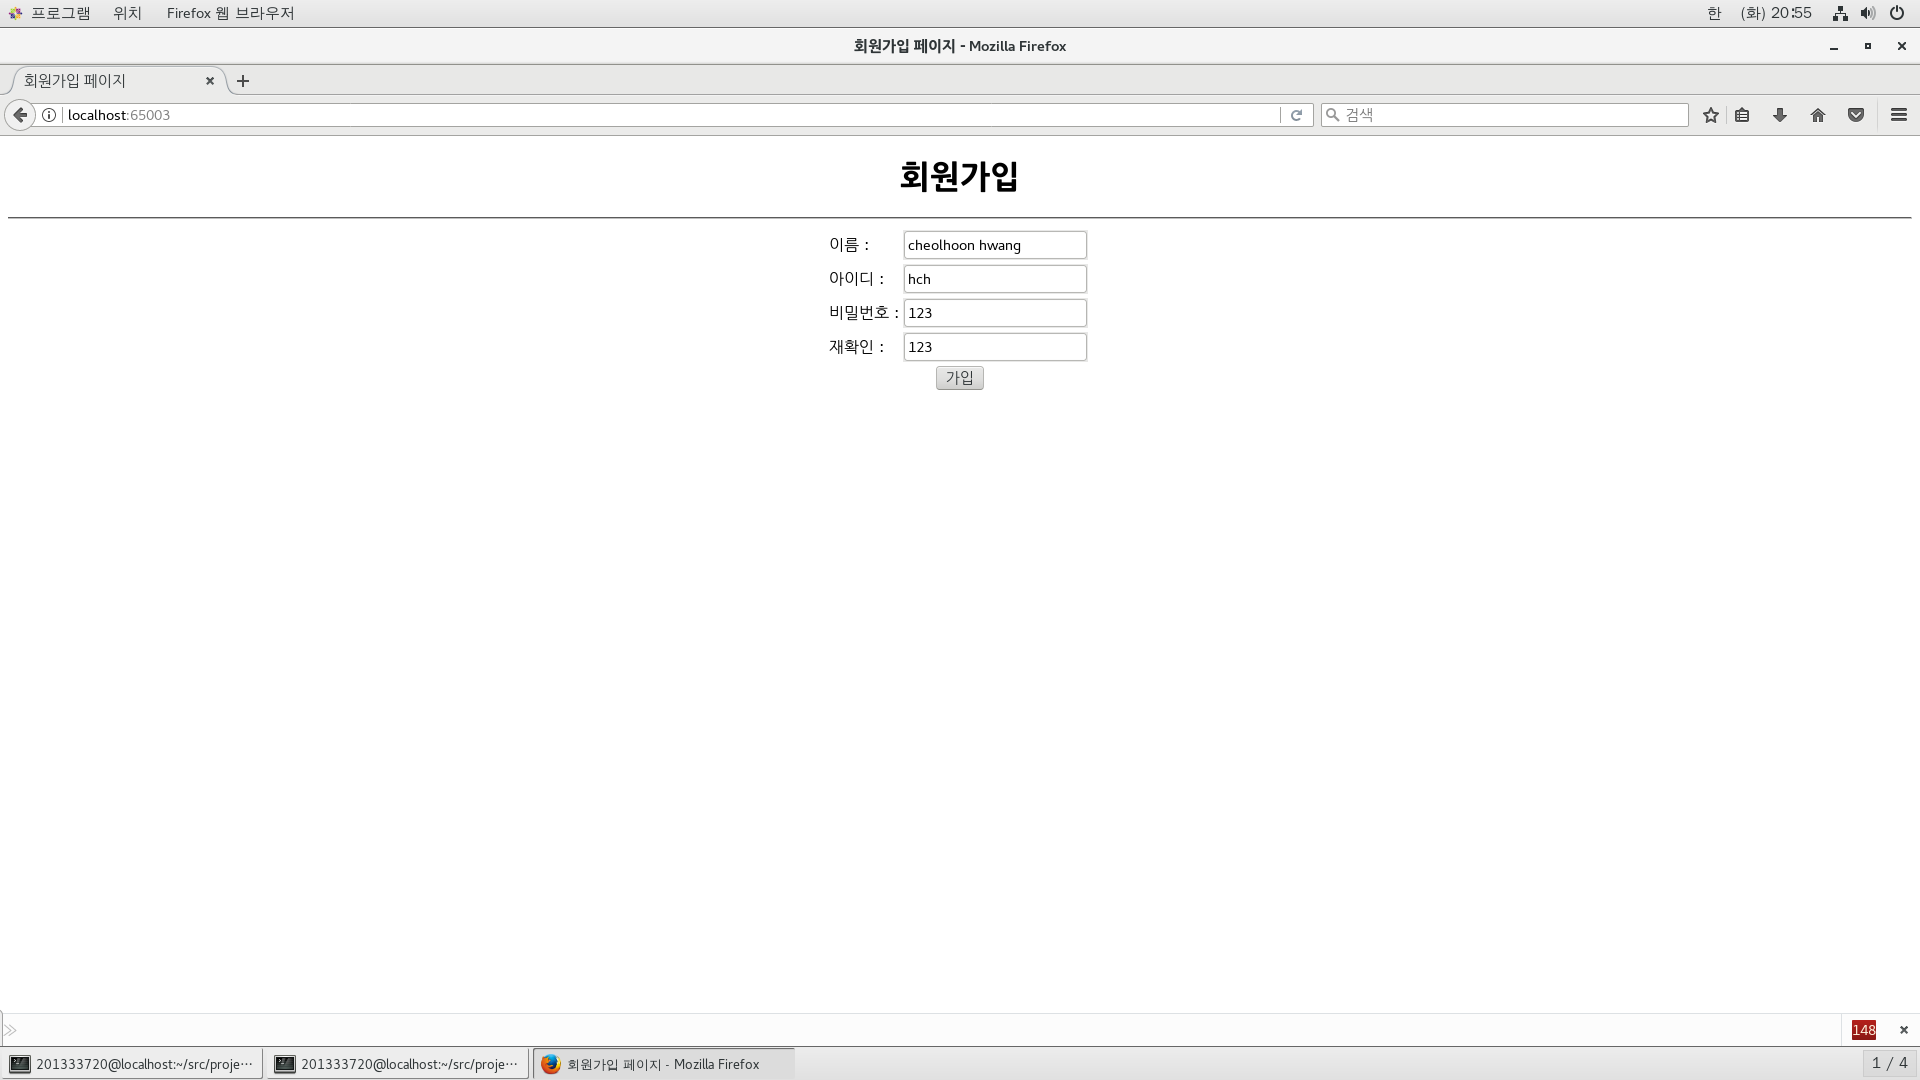 프로그램 위치 Firefox 웹 브라우저 한 (화) 20:55
회원가입 페이지 - Mozilla Firefox
회원가입 페이지
localhost:65003 검색
회원가입
이름 : cheolhoon hwang
아이디 : hch
비밀번호 : 123
재확인 : 123
가입
148
201333720@localhost:~/src/proje··· 201333720@localhost:~/src/proje··· 회원가입 페이지 - Mozilla Firefox 1 / 4